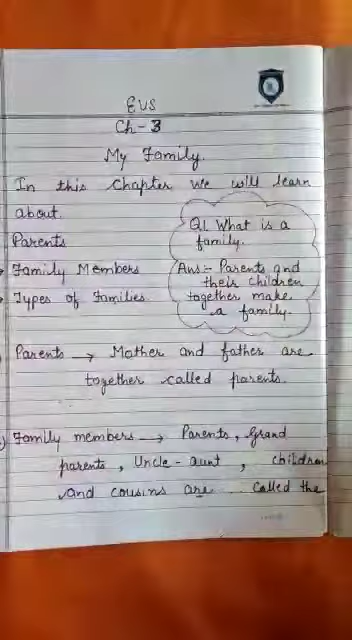 EVS
Ch-3
My Family.
In this chapter we will learn
about.
Parents
Family Members
Types of Families.
Q1. What is a
family.
Ans:- Parents and
their children
together make
a family.
Parents → Mother and father are
together called parents.
Family members → Parents, Grand
parents, Uncle-aunt, children
and cousins are called the